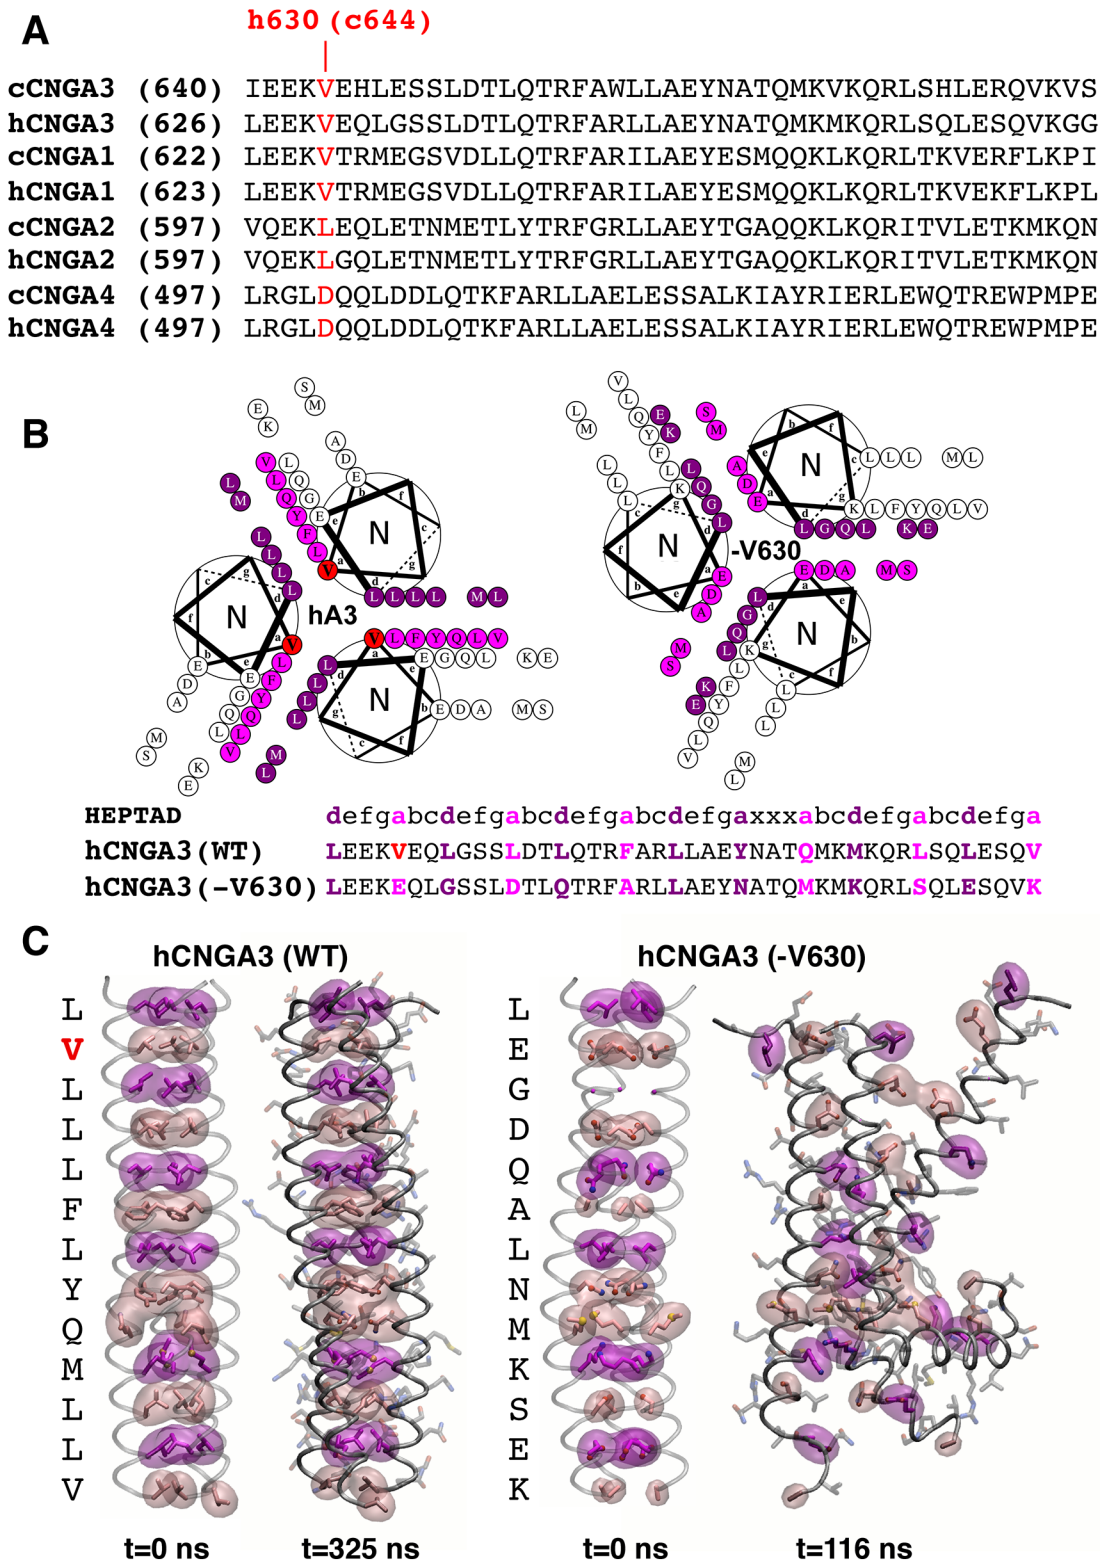 A
h630 (c644)
cCNGA3 (640) IEEKVEHLESSLDTLQTRFAWLLAEYNATQMKVKQRLSHLERQVKVS
hCNGA3 (626) LEEKVEQLGSSLDTLQTRFARLLAEYNATQMKMKQRLSQLESQVKGG
cCNGA1 (622) LEEKVTRMEGSVDLLQTRFARILAEYESMQQKLKQRLTKVERFLKPI
hCNGA1 (623) LEEKVTRMEGSVDLLQTRFARILAEYESMQQKLKQRLTKVEKFLKPL
cCNGA2 (597) VQEKLEQLETNMETLYTRFGRLLAEYTGAQQKLKQRITVLETKMKQN
hCNGA2 (597) VQEKLGQLETNMETLYTRFGRLLAEYTGAQQKLKQRITVLETKMKQN
cCNGA4 (497) LRGLDQQLDDLQTKFARLLAELESSALKIAYRIERLEWQTREWPMPE
hCNGA4 (497) LRGLDQQLDDLQTKFARLLAELESSALKIAYRIERLEWQTREWPMPE
B
hA3
N
N
N
-V630
N
N
N
HEPTAD defgabcdefgabcdefgabcdefgaxxxabcdefgabcdefga
hCNGA3(WT) LEEKVEQLGSSLDTLQTRFARLLAEYNATQMKMKQRLSQLESQV
hCNGA3(-V630) LEEKEQLGSSLDTLQTRFARLLAEYNATQMKMKQRLSQLESQVK
C
hCNGA3 (WT)
hCNGA3 (-V630)
L
V
L
L
L
F
L
Y
Q
M
L
L
V
L
E
G
D
Q
A
L
N
M
K
S
E
K
t=0 ns
t=325 ns
t=0 ns
t=116 ns